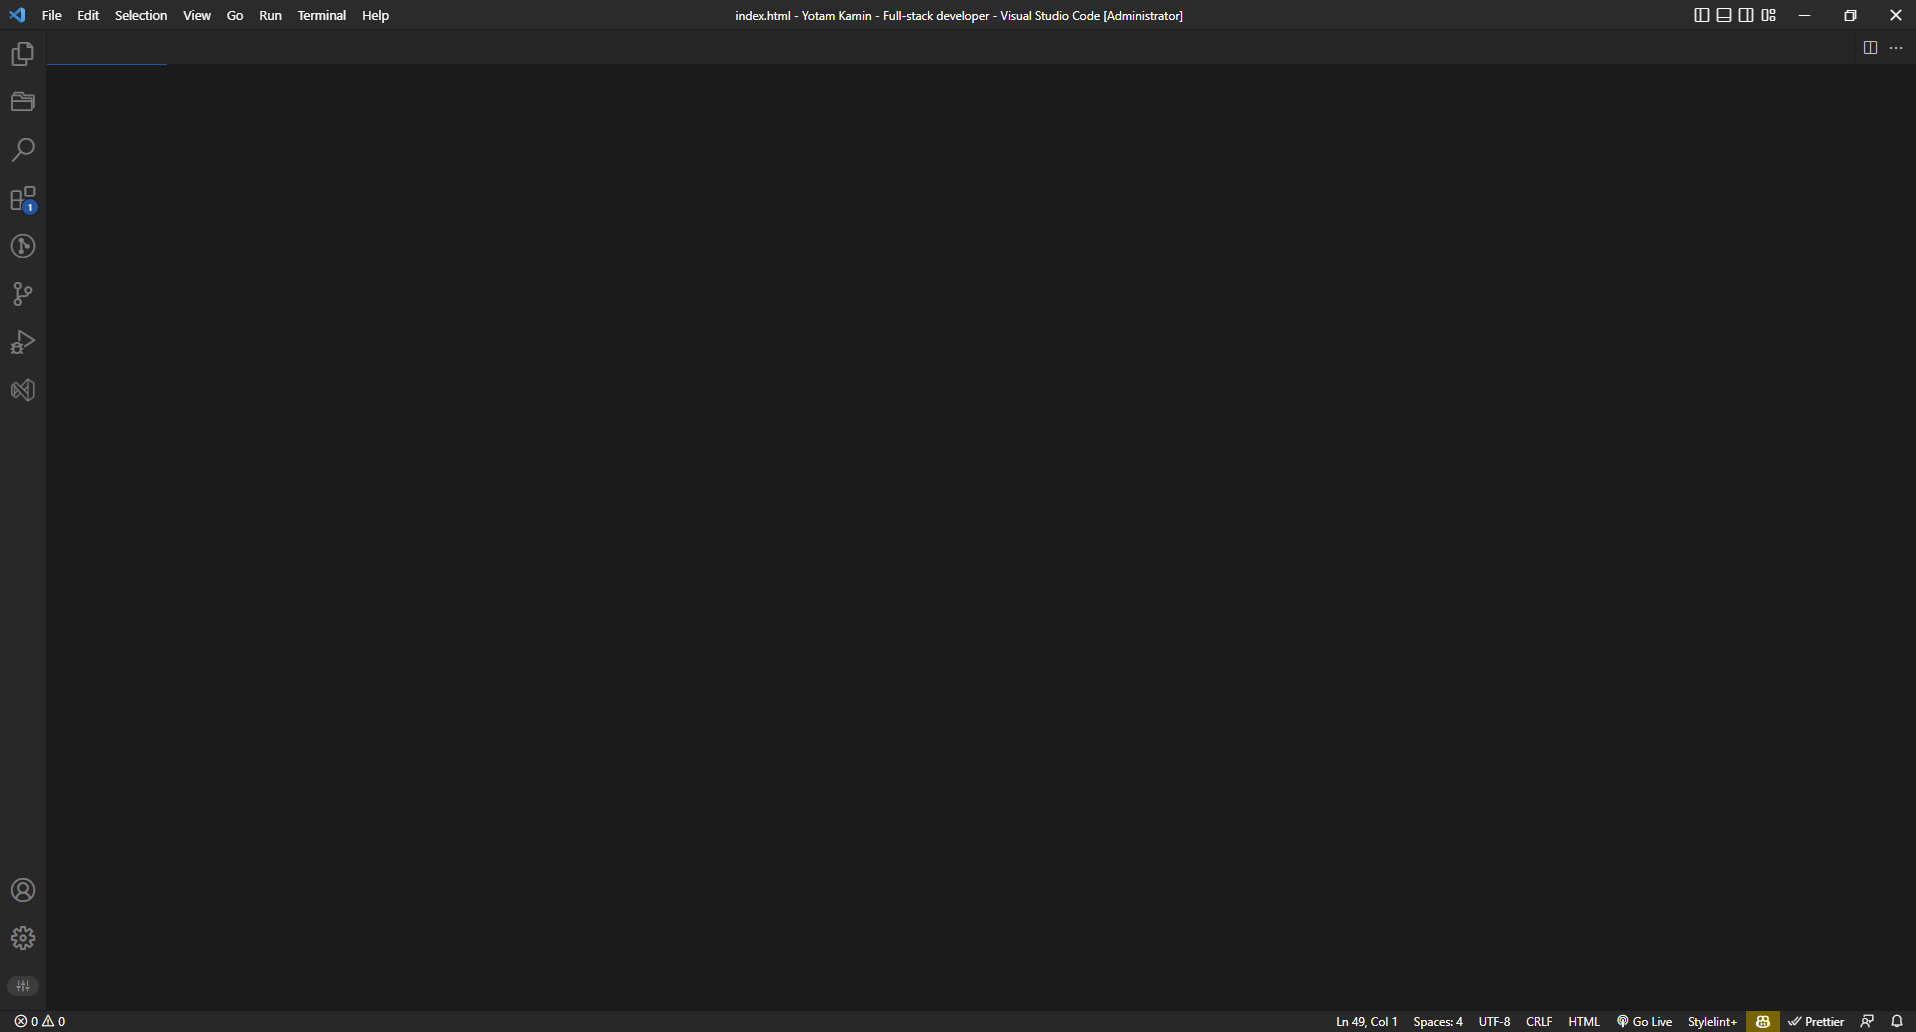 File Edit Selection View Go Run Terminal Help
index.html - Yotam Kamin - Full-stack developer - Visual Studio Code [Administrator]
1
0 0
Ln 49, Col 1 Spaces: 4 UTF-8 CRLF HTML Go Live Stylelint+ Prettier